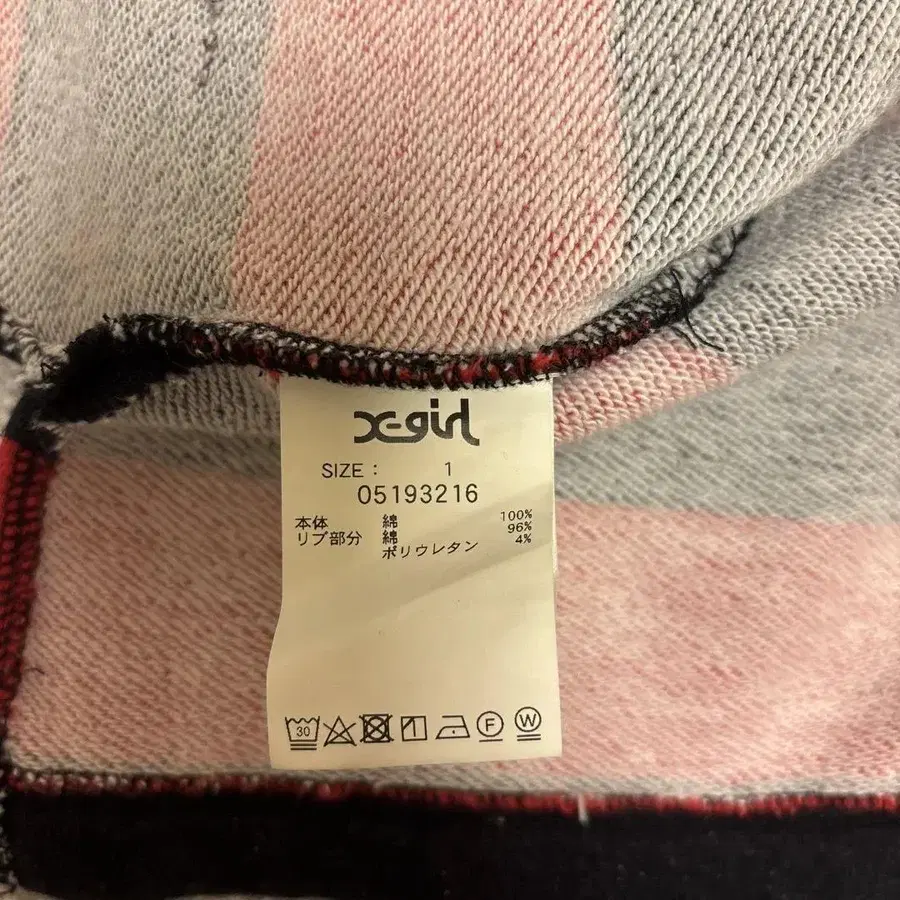 X-girl
SIZE : 1
05193216
本体 綿 100%
リブ部分 綿 96%
ポリウレタン 4%
30 F W